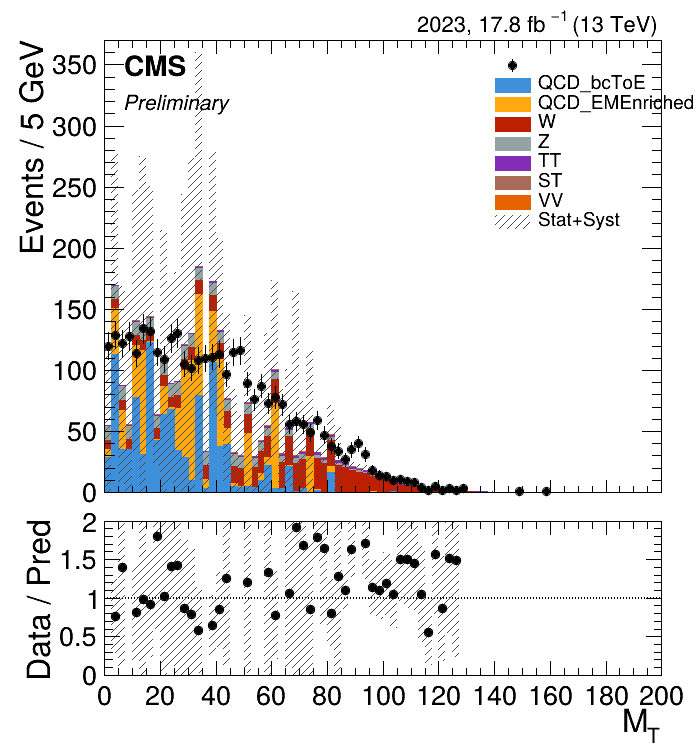 2023, 17.8 fb⁻¹ (13 TeV)
CMS
Preliminary
QCD_bcToE
QCD_EMEnriched
W
Z
TT
ST
VV
Stat+Syst
Events / 5 GeV
350
300
250
200
150
100
50
0
Data / Pred
2
1.5
1
0.5
0
0 20 40 60 80 100 120 140 160 180 200
M_T